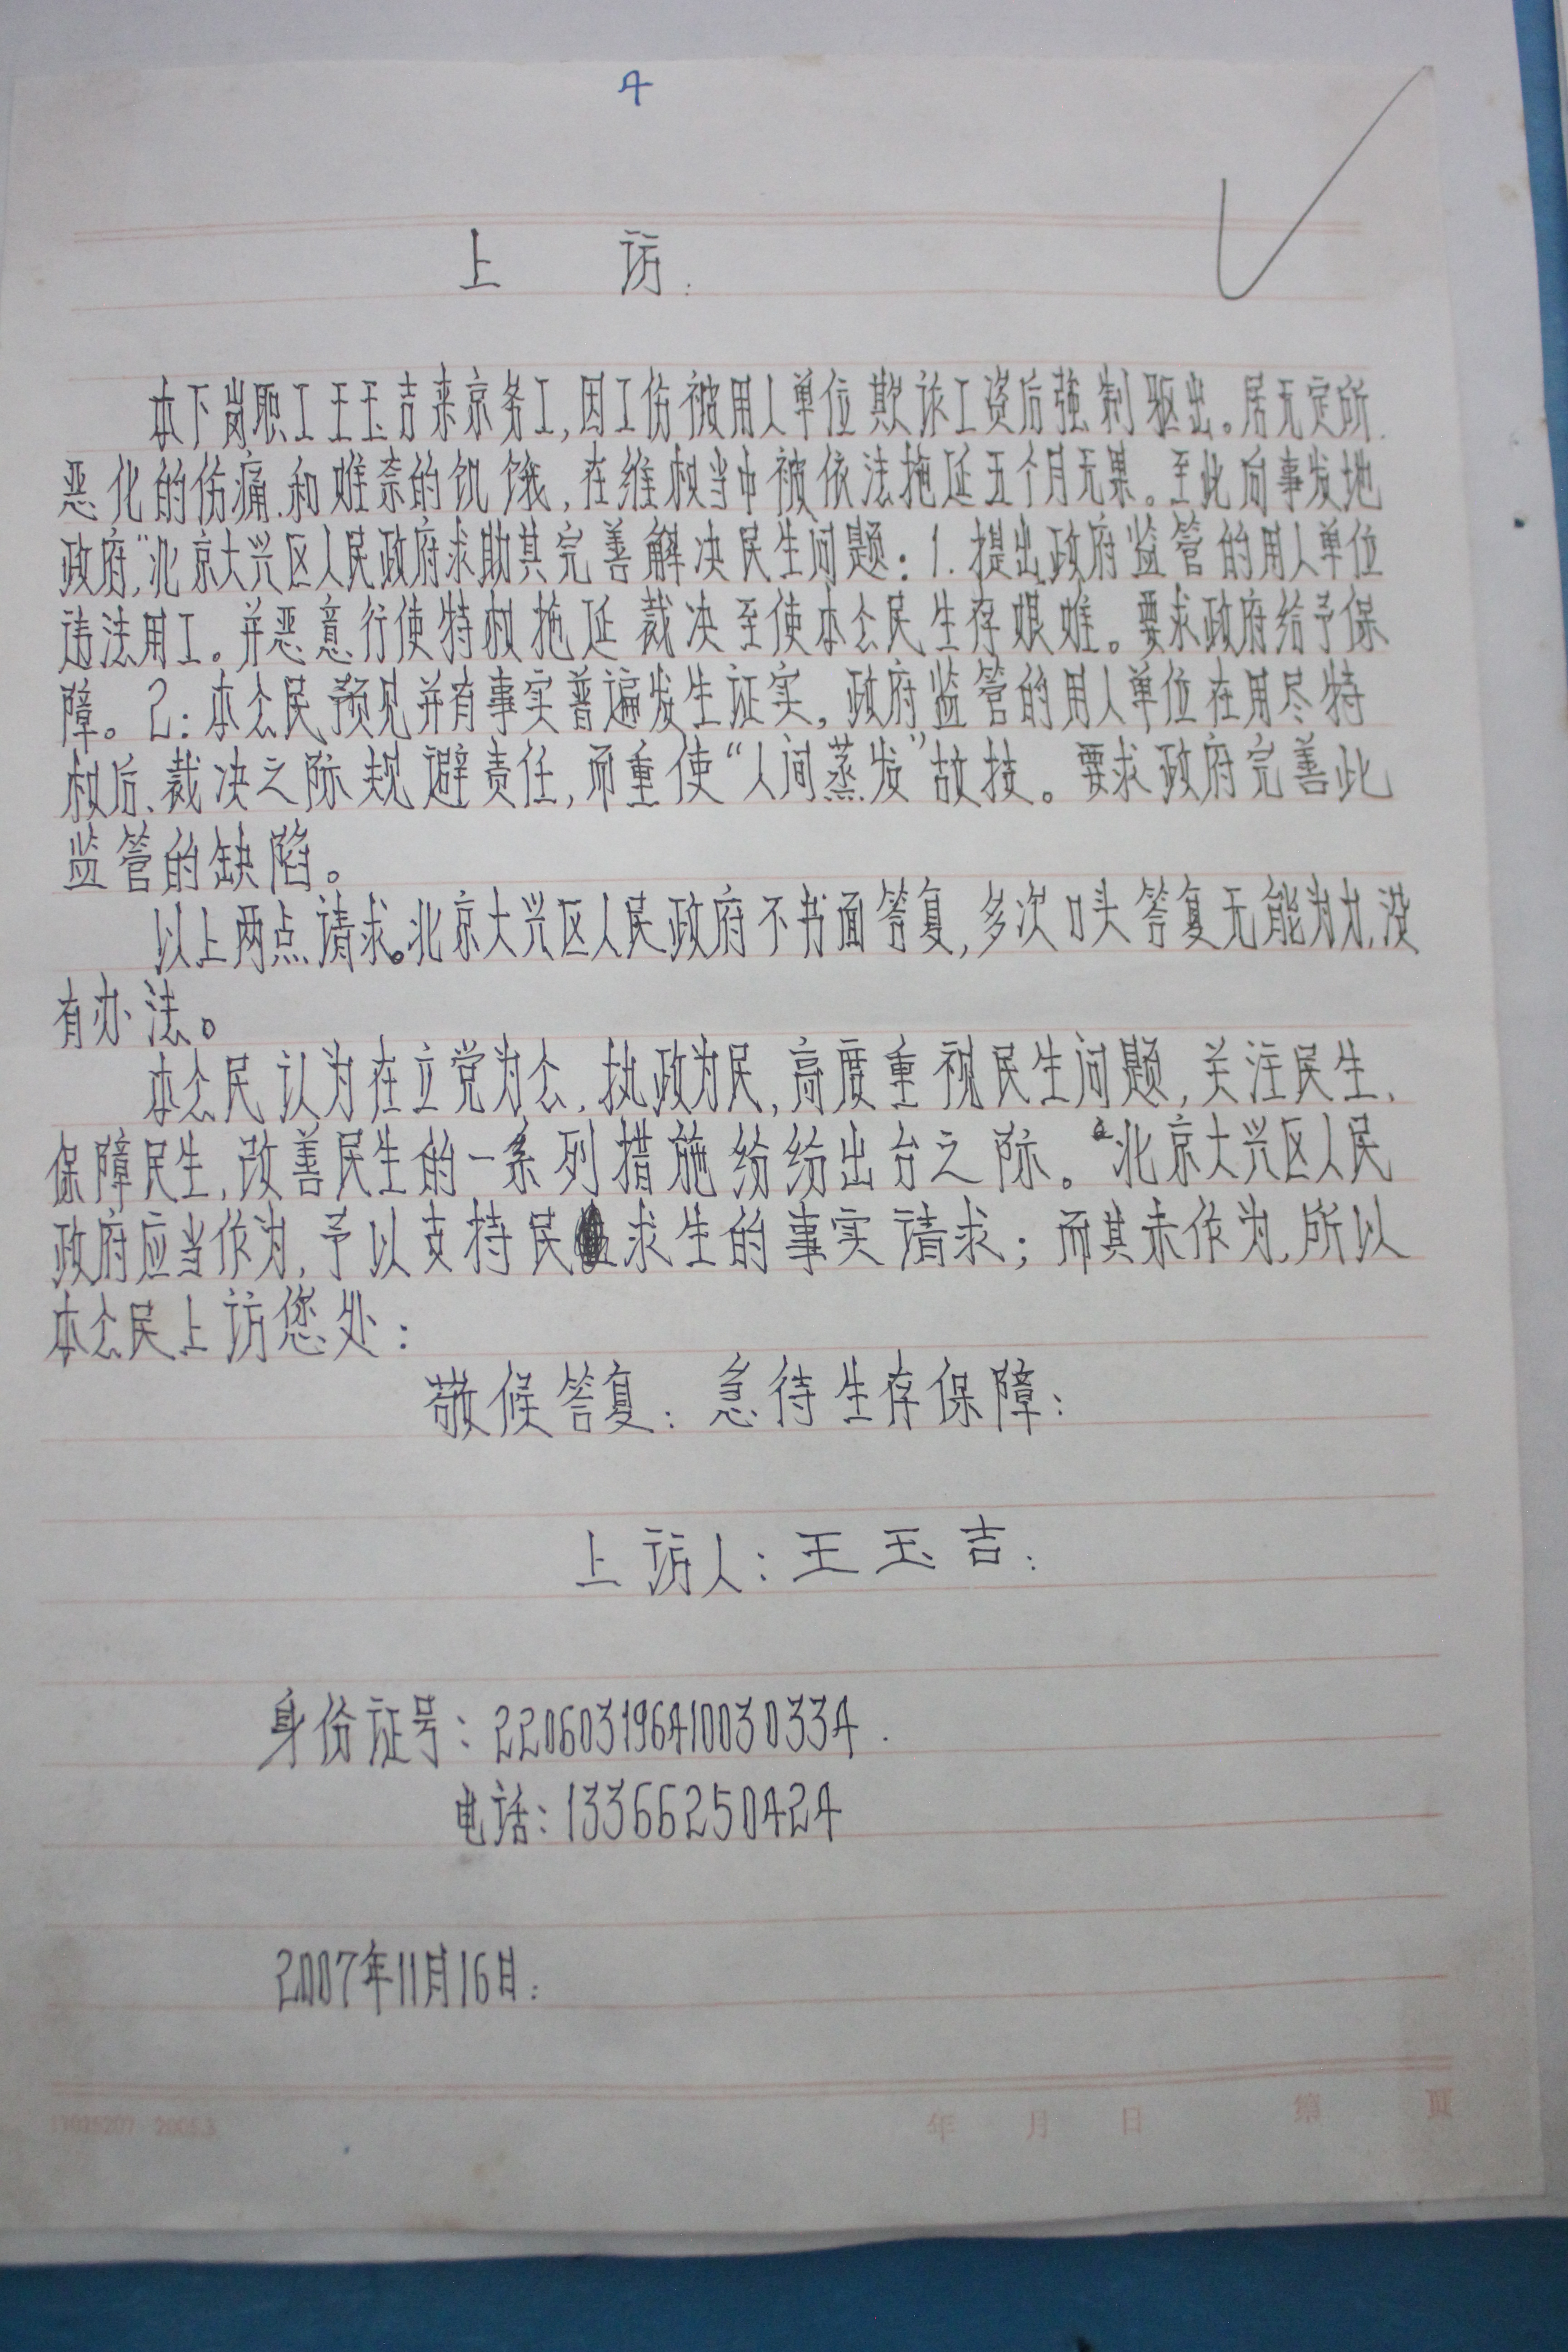 4
上 访:
本下岗职工王玉吉来京务工,因工伤被用人单位欺诈工资后强制驱出。居无定所.
恶化的伤痛.和难奈的饥饿,在维权当中被依法拖延五个月无果。至此向事发地
政府,"北京大兴区人民政府求助其完善解决民生问题:1.提出政府监管的用人单位
违法用工。并恶意行使特权拖延裁决至使本公民生存艰难。要求政府给予保
障。2:本公民预见并有事实普遍发生证实,政府监管的用人单位在用尽特
权后、裁决之际规避责任,而重使“人间蒸发”故技。要求政府完善此
监管的缺陷。
以上两点请求。北京大兴区人民政府不书面答复,多次口头答复无能为力,没
有办法。
本公民认为在立党为公.执政为民,高度重视民生问题,关注民生、
保障民生,改善民生的一系列措施纷纷出台之际。北京大兴区人民
政府应当作为,予以支持民求生的事实请求;而其未作为,所以
本公民上访您处:
敬候答复:急待生存保障:
上访人:王玉吉:
身份证号:220603196410030334.
电话:13366250424
2007年11月16日:
年 月 日 第 页